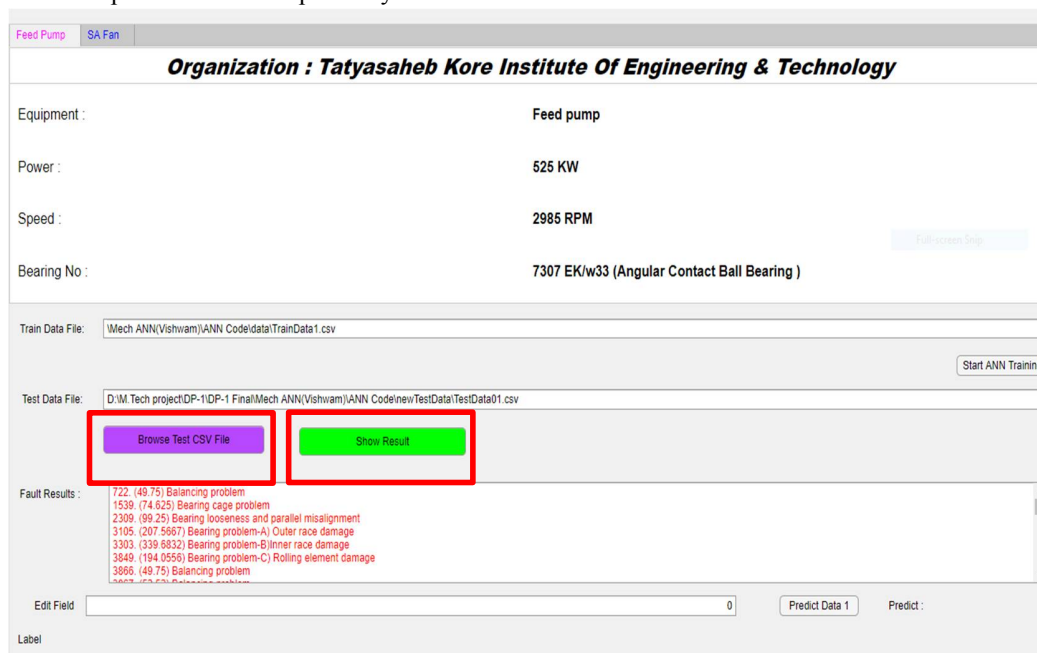 Feed Pump SA Fan
Organization : Tatyasaheb Kore Institute Of Engineering & Technology
Equipment : Feed pump
Power : 525 KW
Speed : 2985 RPM
Full-screen Snip
Bearing No : 7307 EK/w33 (Angular Contact Ball Bearing )
Train Data File: \Mech ANN(Vishwam)\ANN Code\data\TrainData1.csv
Start ANN Trainin
Test Data File: D:\M.Tech project\DP-1\DP-1 Final\Mech ANN(Vishwam)\ANN Code\newTestData\TestData01.csv
Browse Test CSV File Show Result
Fault Results : 722. (49.75) Balancing problem
1539. (74.625) Bearing cage problem
2309. (99.25) Bearing looseness and parallel misalignment
3105. (207.5667) Bearing problem-A) Outer race damage
3303. (339.6832) Bearing problem-B)Inner race damage
3849. (194.0556) Bearing problem-C) Rolling element damage
3866. (49.75) Balancing problem
Edit Field 0 Predict Data 1 Predict :
Label